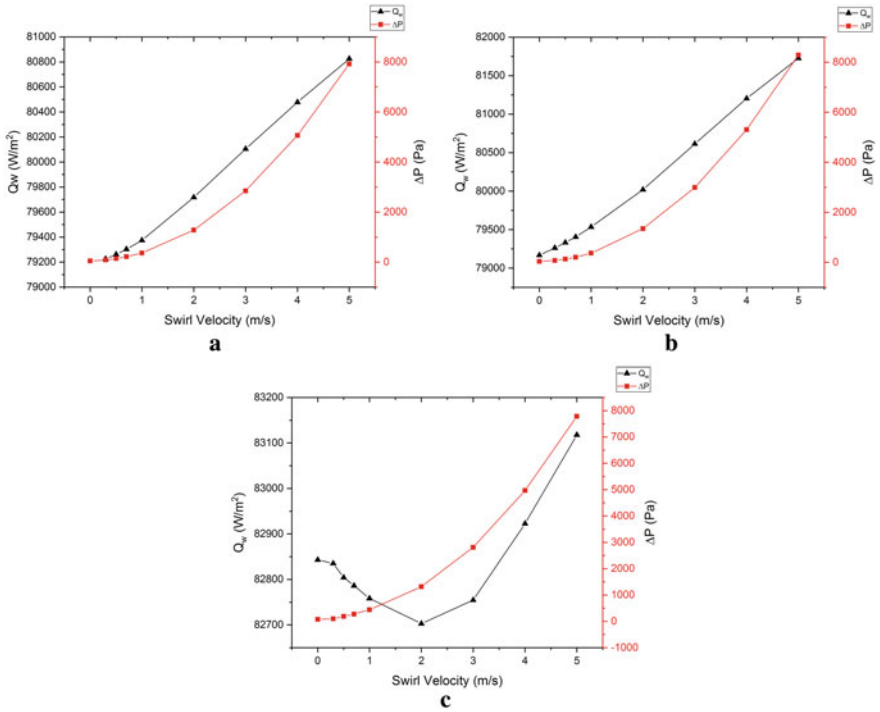 Qw
ΔP
81000
80800
80600
80400
80200
80000
79800
79600
79400
79200
79000
Qw (W/m²)
8000
6000
4000
2000
0
ΔP (Pa)
0 1 2 3 4 5
Swirl Velocity (m/s)
a
Qw
ΔP
82000
81500
81000
80500
80000
79500
79000
Qw (W/m²)
8000
6000
4000
2000
0
ΔP (Pa)
0 1 2 3 4 5
Swirl Velocity (m/s)
b
Qw
ΔP
83200
83100
83000
82900
82800
82700
Qw (W/m²)
8000
7000
6000
5000
4000
3000
2000
1000
0
-1000
ΔP (Pa)
0 1 2 3 4 5
Swirl Velocity (m/s)
c